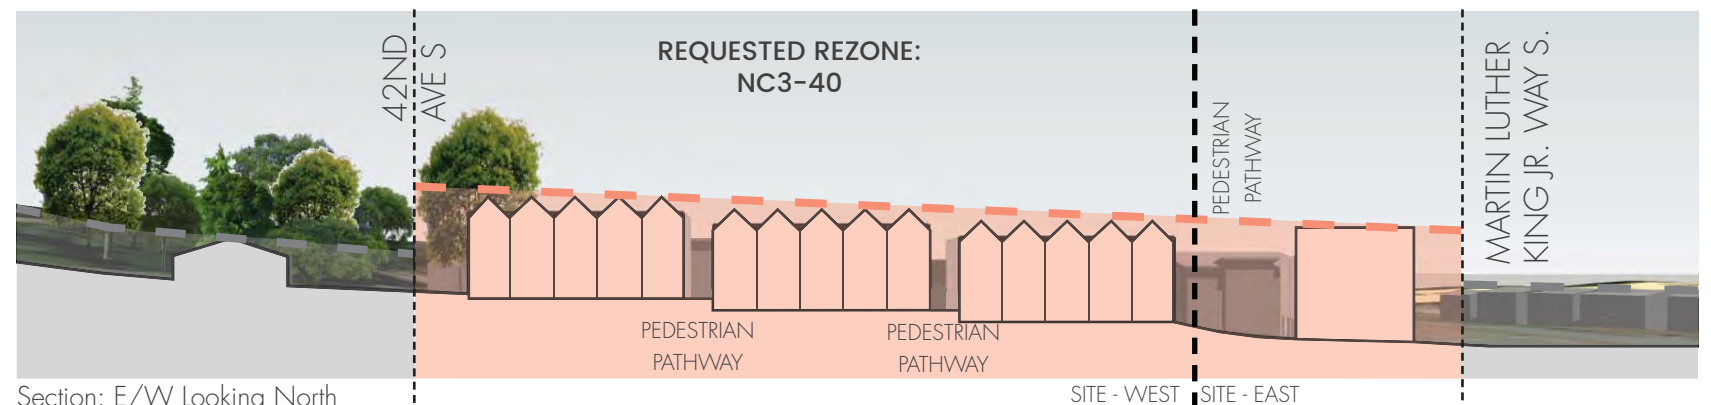 42ND
AVE S
REQUESTED REZONE:
NC3-40
PEDESTRIAN
PATHWAY
MARTIN LUTHER
KING JR. WAY S.
PEDESTRIAN
PATHWAY
PEDESTRIAN
PATHWAY
Section: E/W Looking North
SITE - WEST
SITE - EAST